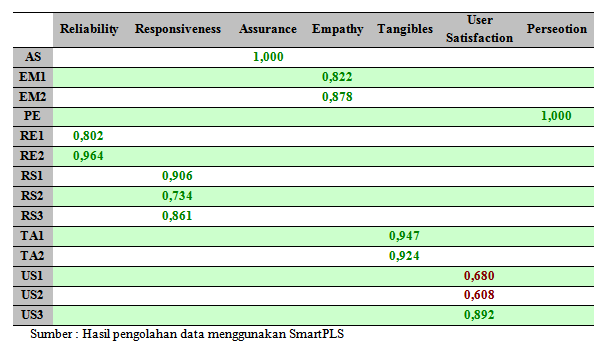 Reliability Responsiveness Assurance Empathy Tangibles User Satisfaction Perseotion
AS 1,000
EM1 0,822
EM2 0,878
PE 1,000
RE1 0,802
RE2 0,964
RS1 0,906
RS2 0,734
RS3 0,861
TA1 0,947
TA2 0,924
US1 0,680
US2 0,608
US3 0,892
Sumber : Hasil pengolahan data menggunakan SmartPLS